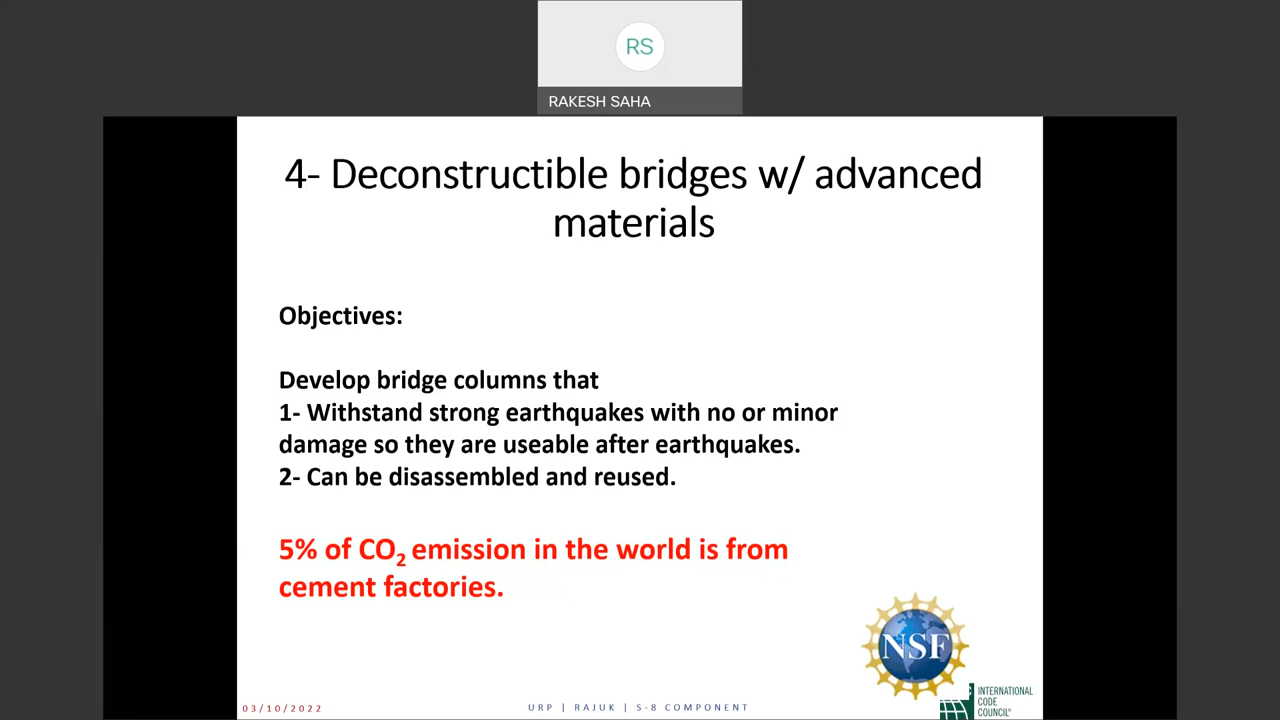 RS
RAKESH SAHA
4- Deconstructible bridges w/ advanced
materials
Objectives:
Develop bridge columns that
1- Withstand strong earthquakes with no or minor
damage so they are useable after earthquakes.
2- Can be disassembled and reused.
5% of CO₂ emission in the world is from
cement factories.
NSF
INTERNATIONAL
CODE
COUNCIL®
03/10/2022
URP | RAJUK | S-8 COMPONENT